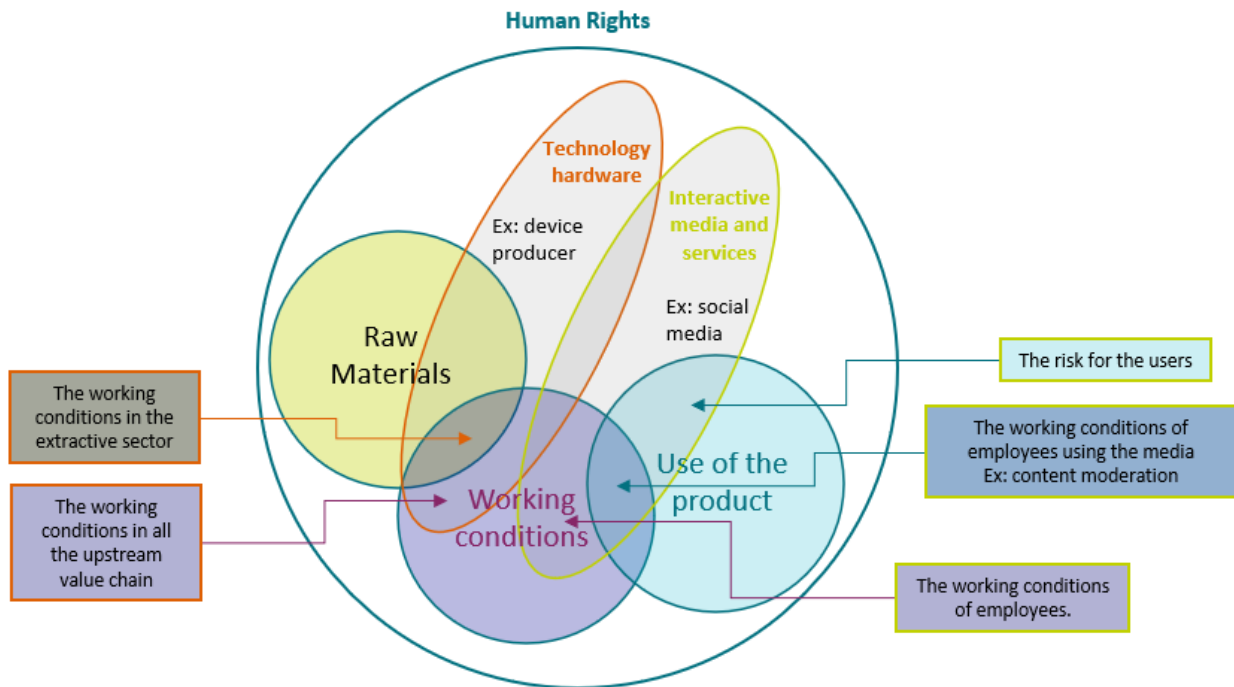 Human Rights
Technology
hardware
Ex: device
producer
Interactive
media and
services
Ex: social
media
Raw
Materials
Working
conditions
Use of the
product
The working
conditions in the
extractive sector
The working
conditions in all
the upstream
value chain
The risk for the users
The working conditions of
employees using the media
Ex: content moderation
The working conditions
of employees.